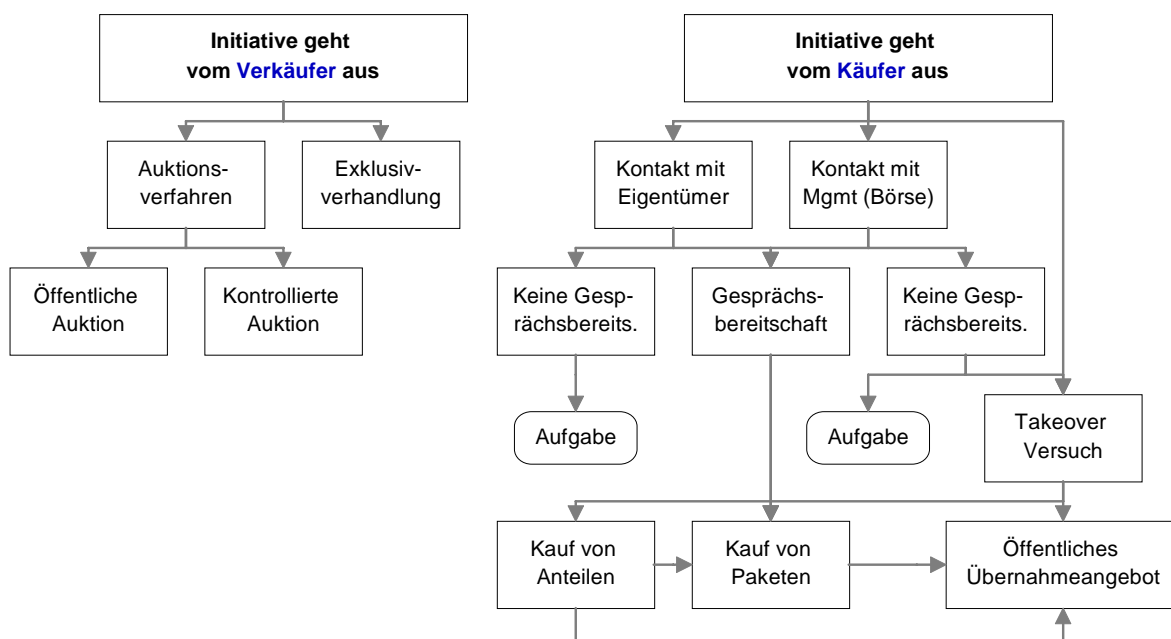 Initiative geht
vom Verkäufer aus
Initiative geht
vom Käufer aus
Auktions-
verfahren
Exklusiv-
verhandlung
Kontakt mit
Eigentümer
Kontakt mit
Mgmt (Börse)
Öffentliche
Auktion
Kontrollierte
Auktion
Keine Gesp-
rächsbereits.
Gesprächs-
bereitschaft
Keine Gesp-
rächsbereits.
Aufgabe
Aufgabe
Takeover
Versuch
Kauf von
Anteilen
Kauf von
Paketen
Öffentliches
Übernahmeangebot